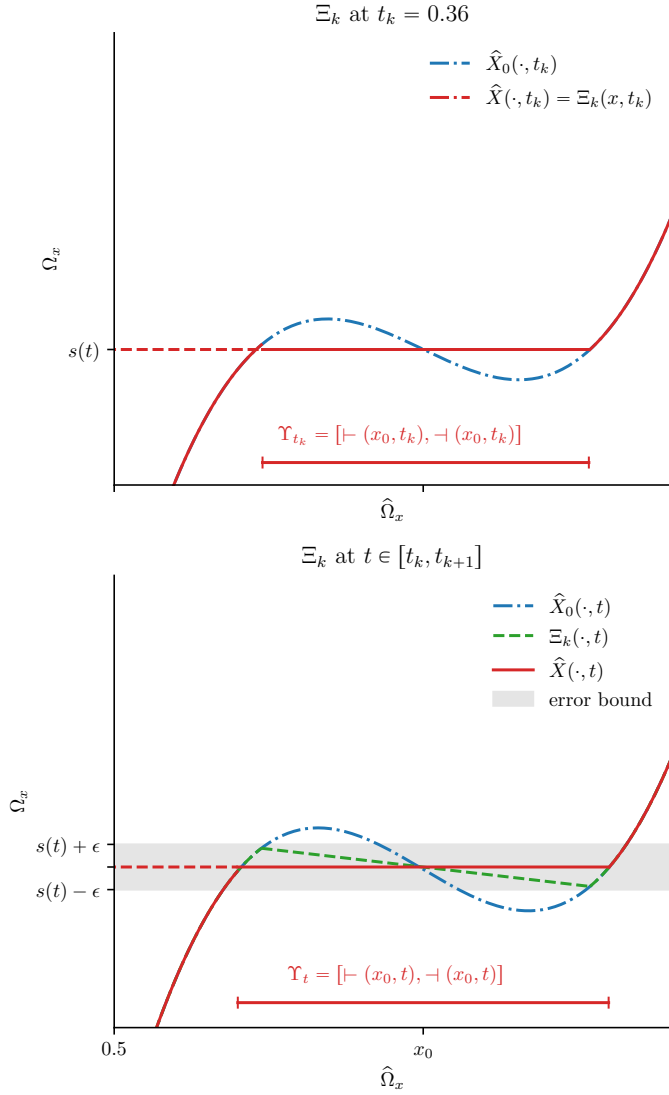 Ξ_k at t_k = 0.36
X̂_0(·, t_k)
X̂(·, t_k) = Ξ_k(x, t_k)
Ω_x
s(t)
Υ_{t_k} = [⊢ (x_0, t_k), ⊣ (x_0, t_k)]
Ω̂_x
Ξ_k at t ∈ [t_k, t_{k+1}]
X̂_0(·, t)
Ξ_k(·, t)
X̂(·, t)
error bound
Ω_x
s(t) + ϵ
s(t) − ϵ
Υ_t = [⊢ (x_0, t), ⊣ (x_0, t)]
0.5
x_0
Ω̂_x